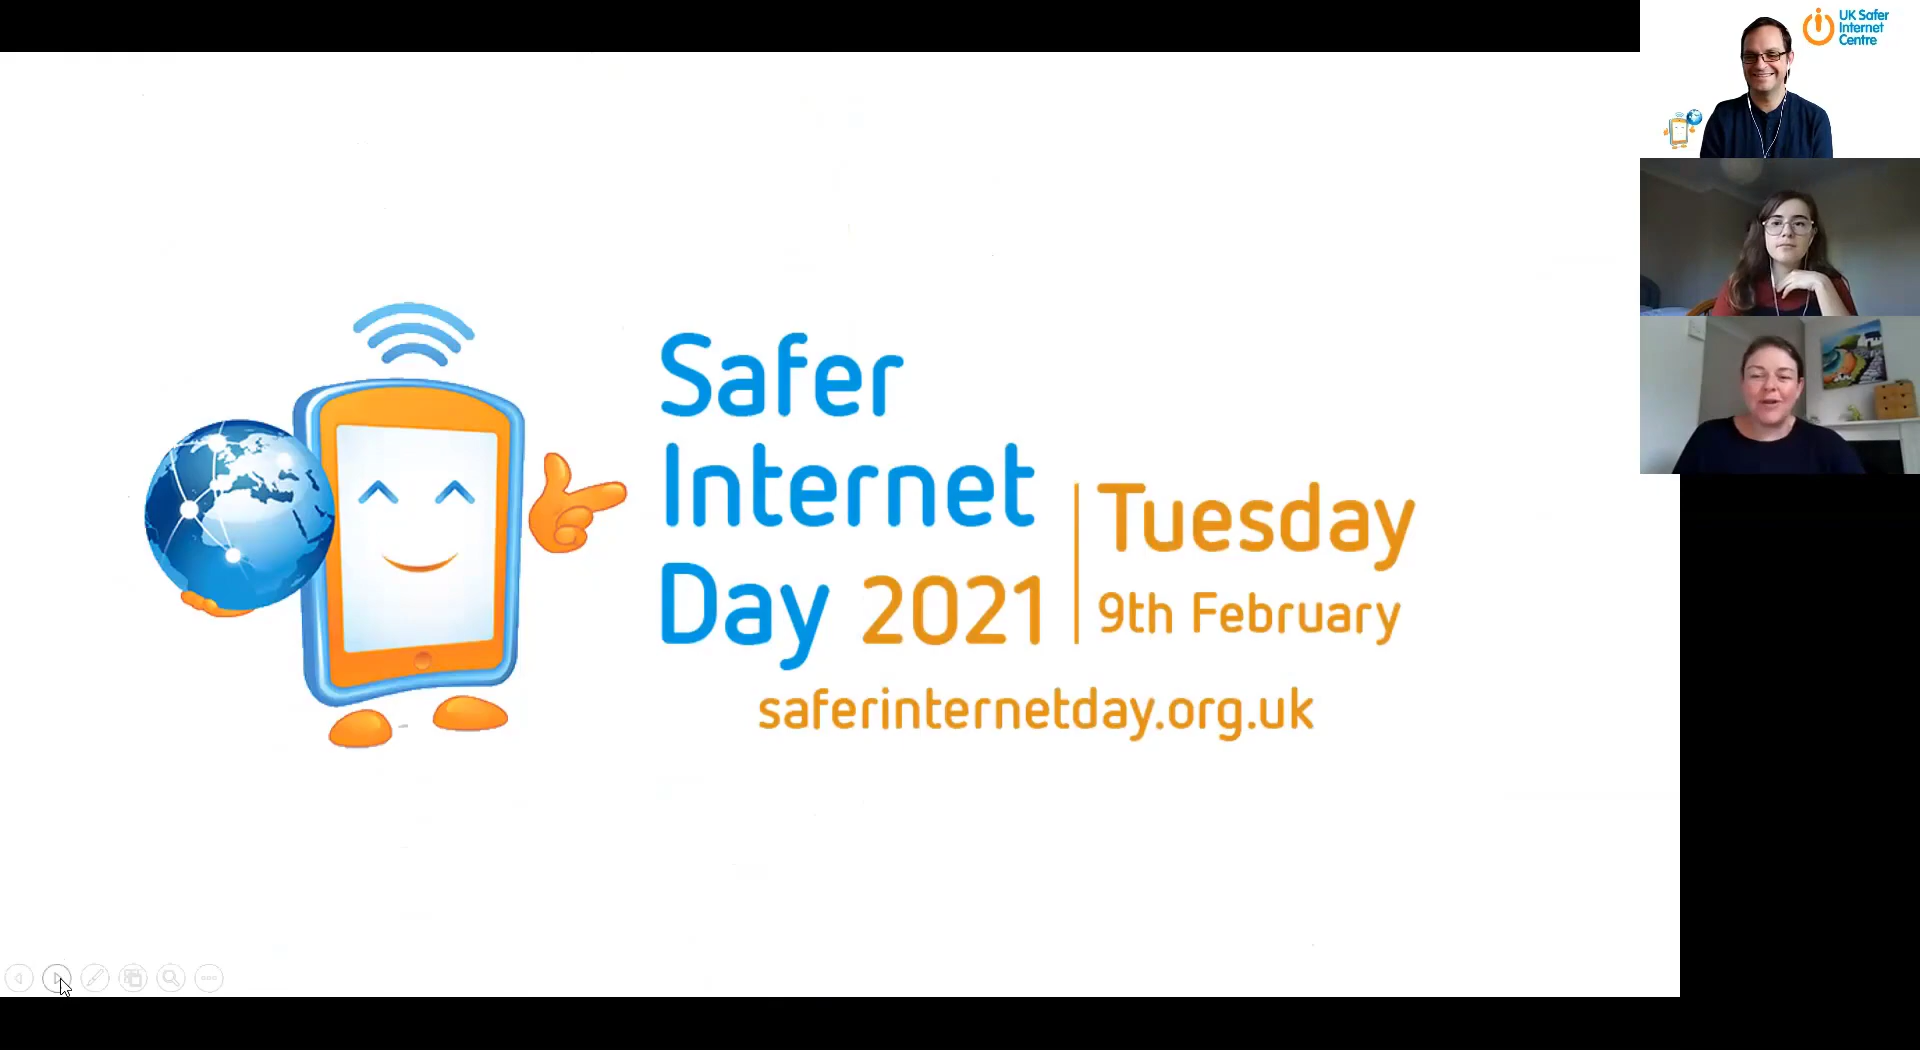 UK Safer
Internet
Centre
Safer
Internet
Day 2021
Tuesday
9th February
saferinternetday.org.uk